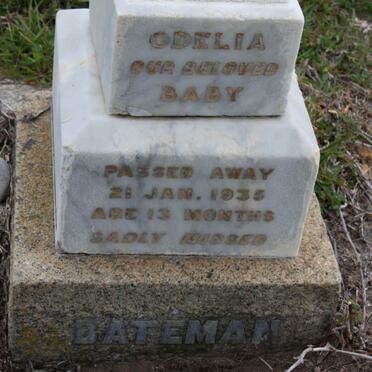 ODELIA
OUR BELOVED
BABY
PASSED AWAY
21 JAN. 1935
AGE 13 MONTHS
SADLY MISSED
BATEMAN